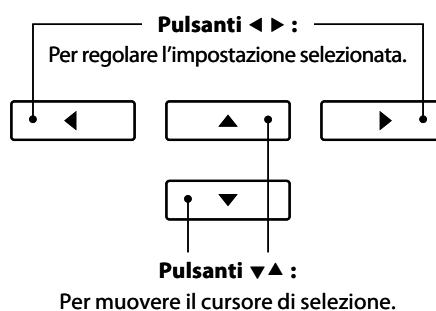 Pulsanti ◀ ▶ :
Per regolare l’impostazione selezionata.
Pulsanti ▼▲ :
Per muovere il cursore di selezione.